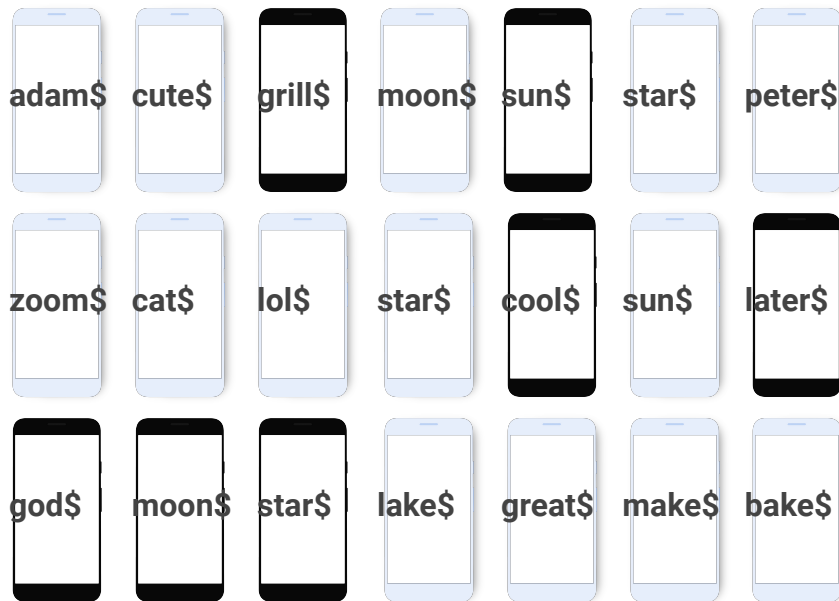 adam$ cute$ grill$ moon$ sun$ star$ peter$
zoom$ cat$ lol$ star$ cool$ sun$ later$
god$ moon$ star$ lake$ great$ make$ bake$